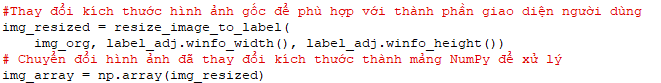 #Thay đổi kích thước hình ảnh gốc để phù hợp với thành phần giao diện người dùng
img_resized = resize_image_to_label(
    img_org, label_adj.winfo_width(), label_adj.winfo_height())
# Chuyển đổi hình ảnh đã thay đổi kích thước thành mảng NumPy để xử lý
img_array = np.array(img_resized)